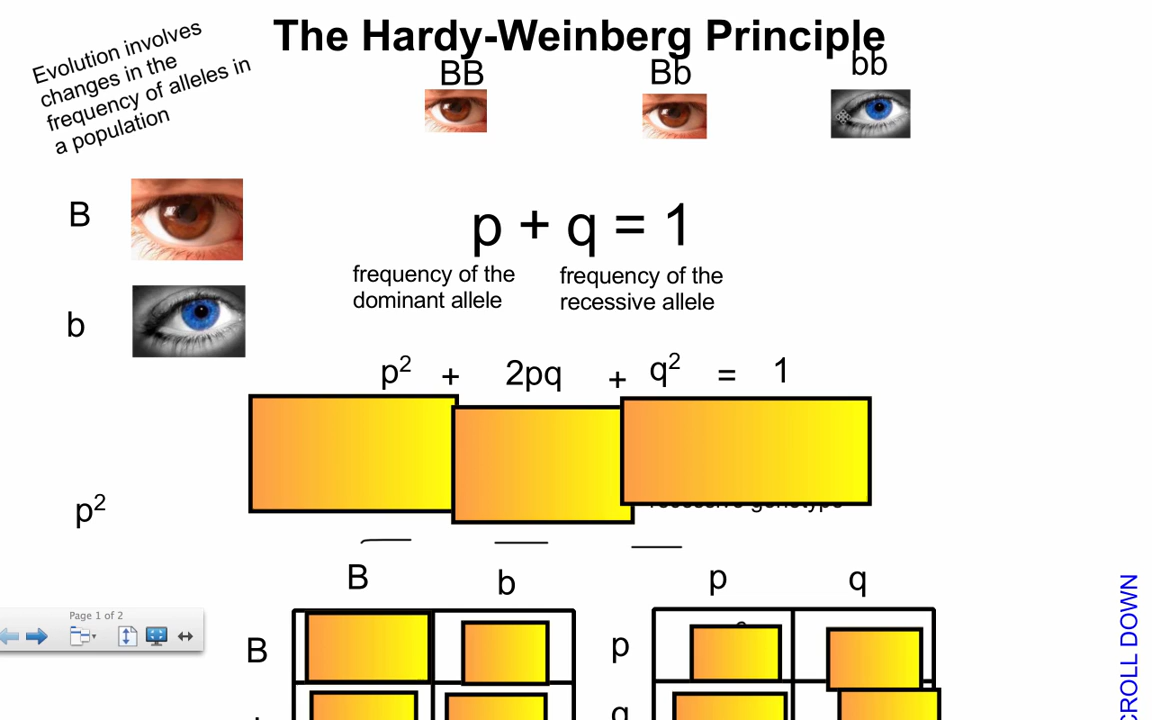 The Hardy-Weinberg Principle
Evolution involves
changes in the
frequency of alleles in
a population
BB
Bb
bb
B
p + q = 1
frequency of the
dominant allele
frequency of the
recessive allele
b
p² + 2pq + q² = 1
p²
B b
p q
Page 1 of 2
B
p
SCROLL DOWN